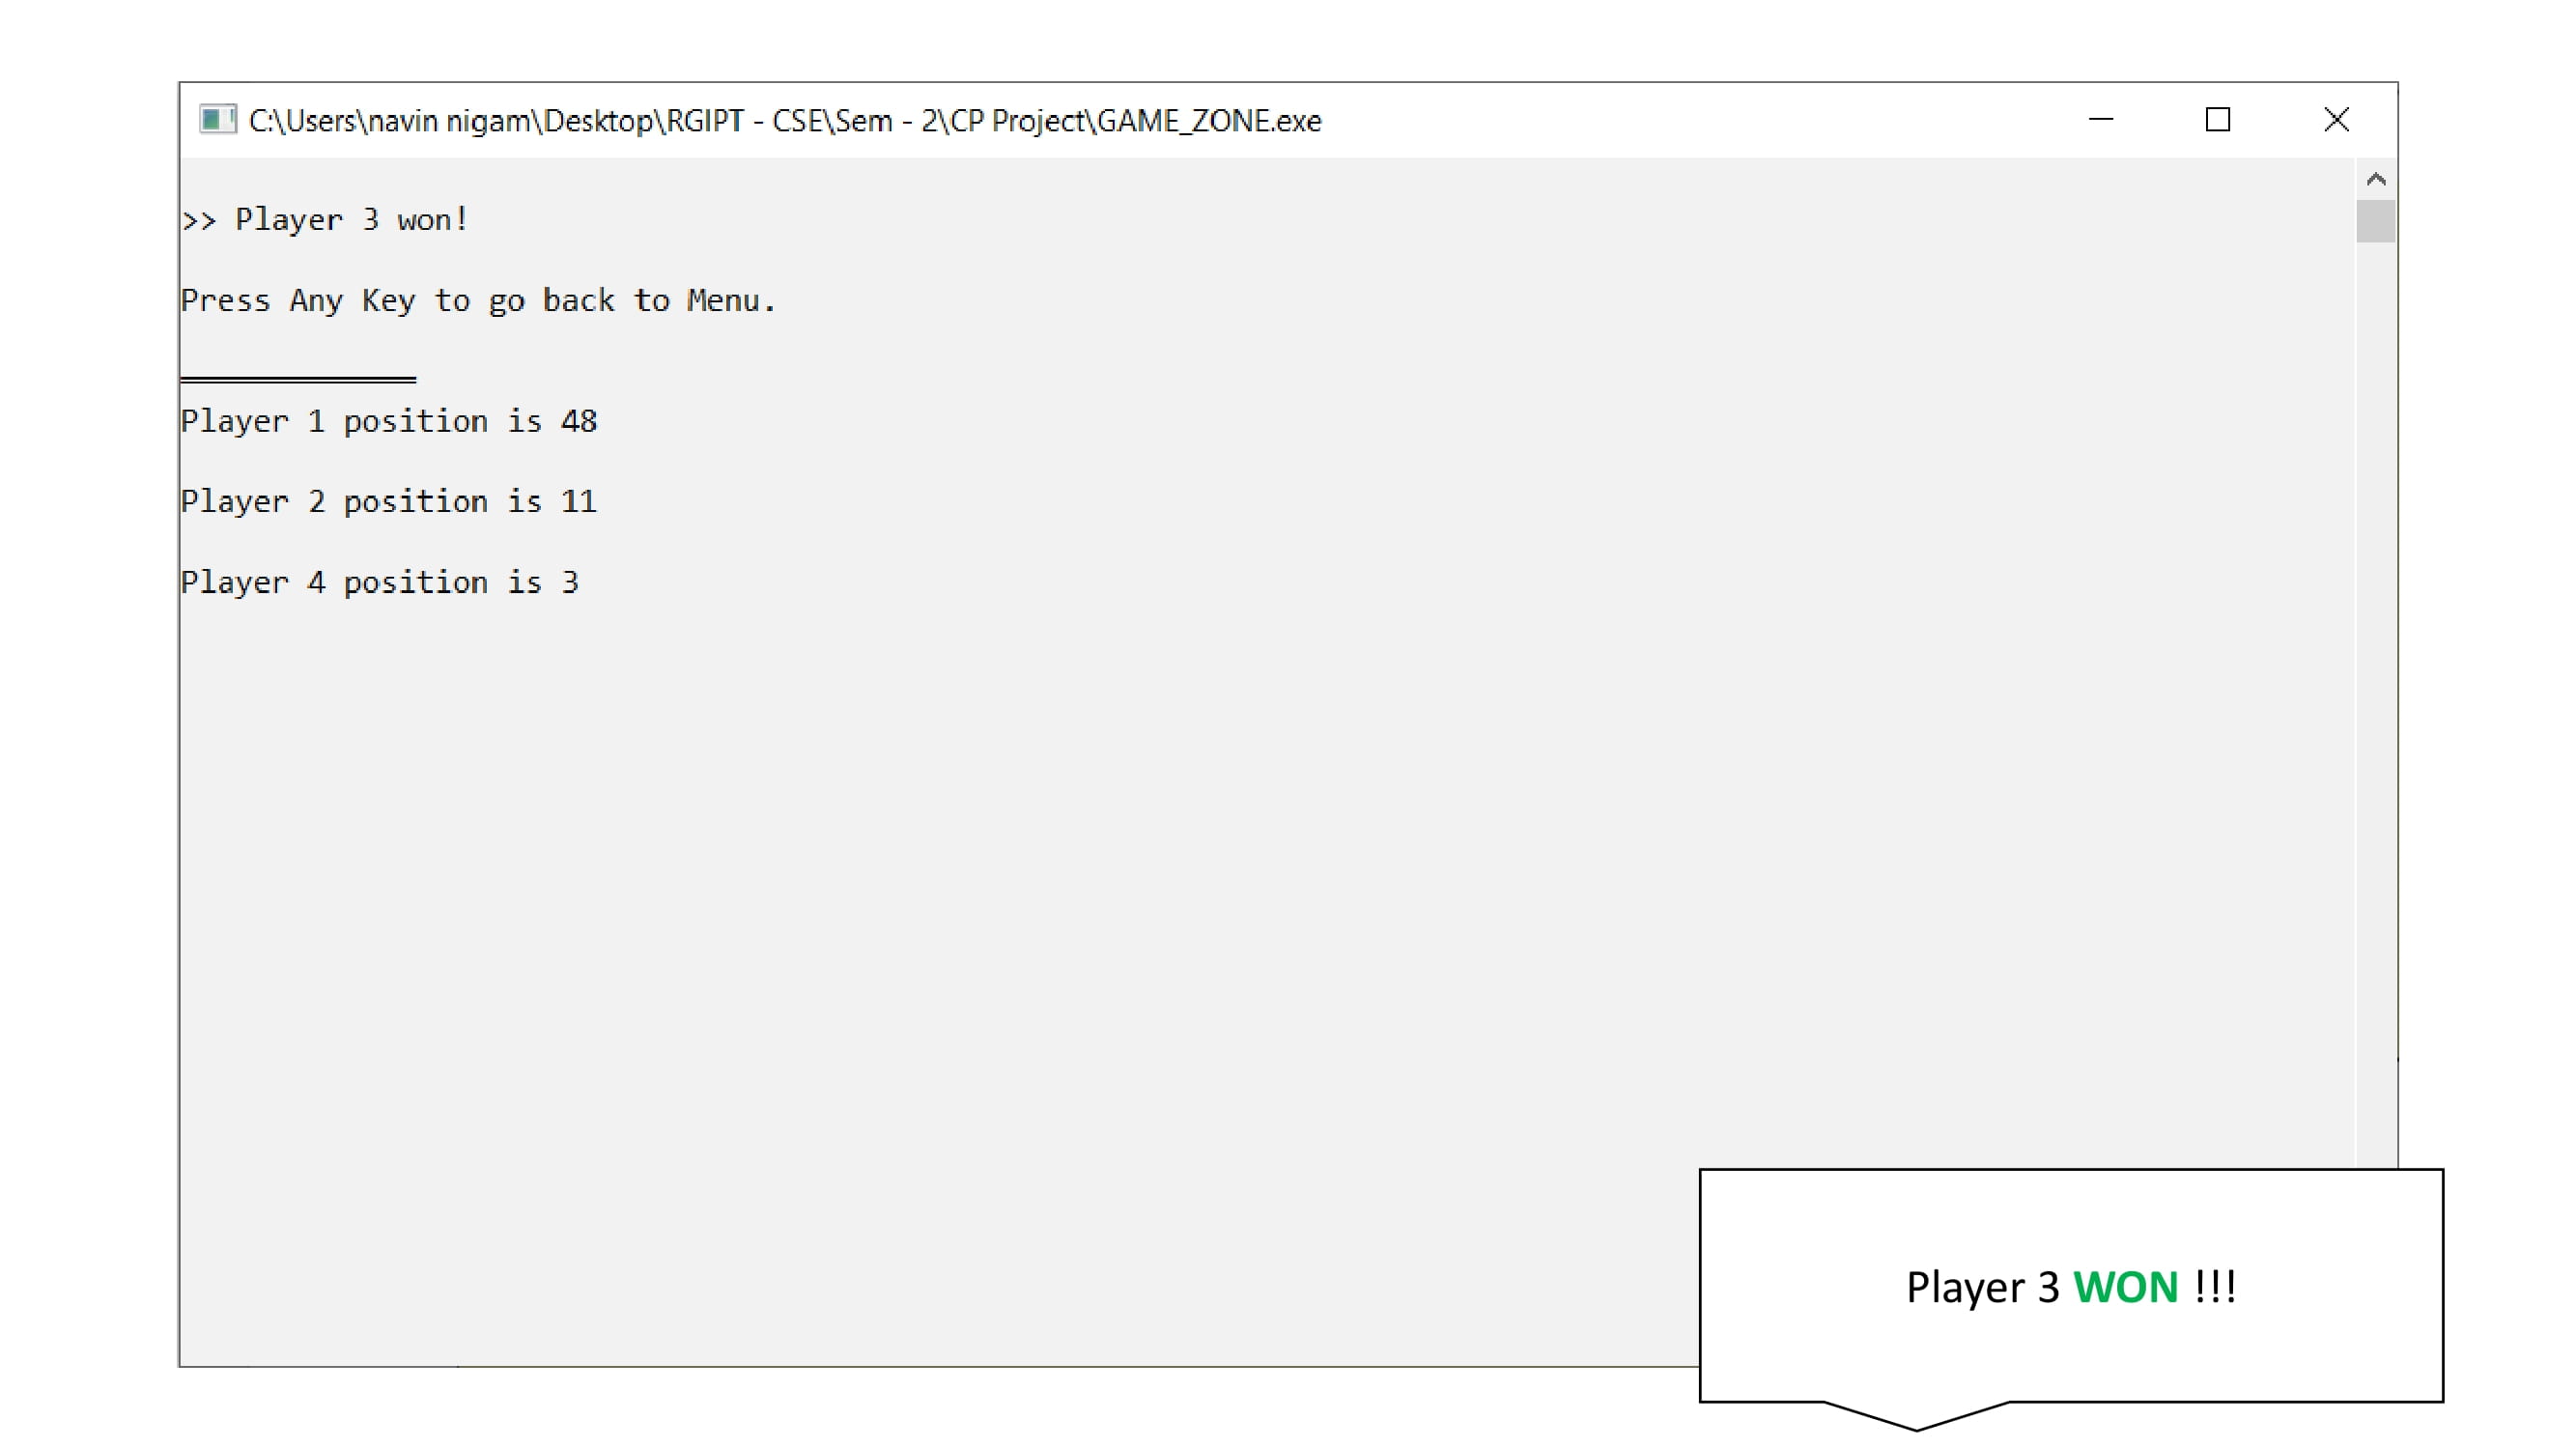 C:\Users\navin nigam\Desktop\RGIPT - CSE\Sem - 2\CP Project\GAME_ZONE.exe
>> Player 3 won!
Press Any Key to go back to Menu.
Player 1 position is 48
Player 2 position is 11
Player 4 position is 3
Player 3 WON !!!